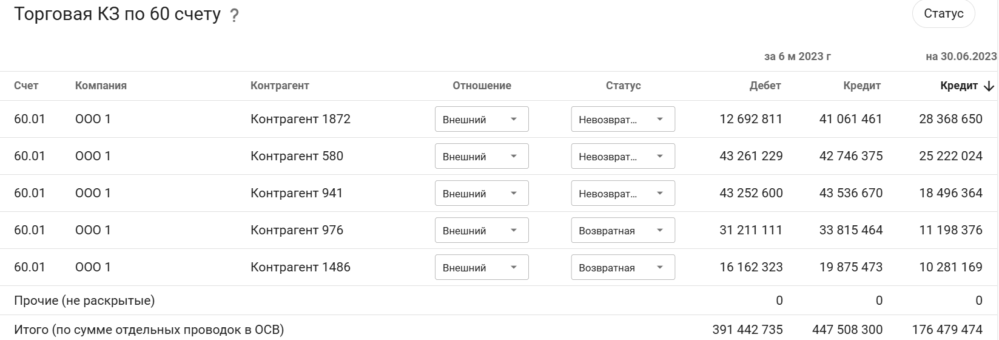 Торговая КЗ по 60 счету ?
Статус
за 6 м 2023 г на 30.06.2023
Счет Компания Контрагент Отношение Статус Дебет Кредит Кредит ↓
60.01 ООО 1 Контрагент 1872 Внешний Невозврат... 12 692 811 41 061 461 28 368 650
60.01 ООО 1 Контрагент 580 Внешний Невозврат... 43 261 229 42 746 375 25 222 024
60.01 ООО 1 Контрагент 941 Внешний Невозврат... 43 252 600 43 536 670 18 496 364
60.01 ООО 1 Контрагент 976 Внешний Возвратная 31 211 111 33 815 464 11 198 376
60.01 ООО 1 Контрагент 1486 Внешний Возвратная 16 162 323 19 875 473 10 281 169
Прочие (не раскрытые) 0 0 0
Итого (по сумме отдельных проводок в ОСВ) 391 442 735 447 508 300 176 479 474